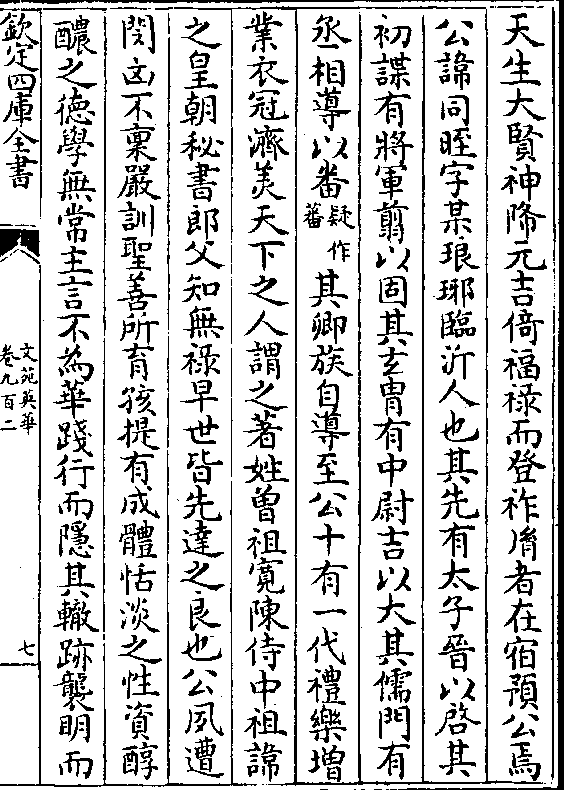 天生大賢神降元吉倚福祿而登祚胥者在宿預公焉
公諱同晊字某琅琊臨沂人也其先有太子晉以啓其
初謀有將軍翦以固其玄胄有中尉吉以大其儒門有
丞相導以番疑作蕃其卿族自導至公十有一代禮樂增
業衣冠濟美天下之人謂之著姓曾祖寛陳侍中祖諱
之皇朝秘書郎父知無祿早世皆先達之良也公夙遭
閔凶不稟嚴訓聖善所育孩提有成體恬淡之性資醇
醲之德學無常主言不為華踐行而隱其轍跡襲明而
欽定四庫全書
文苑英華
卷九百二
七